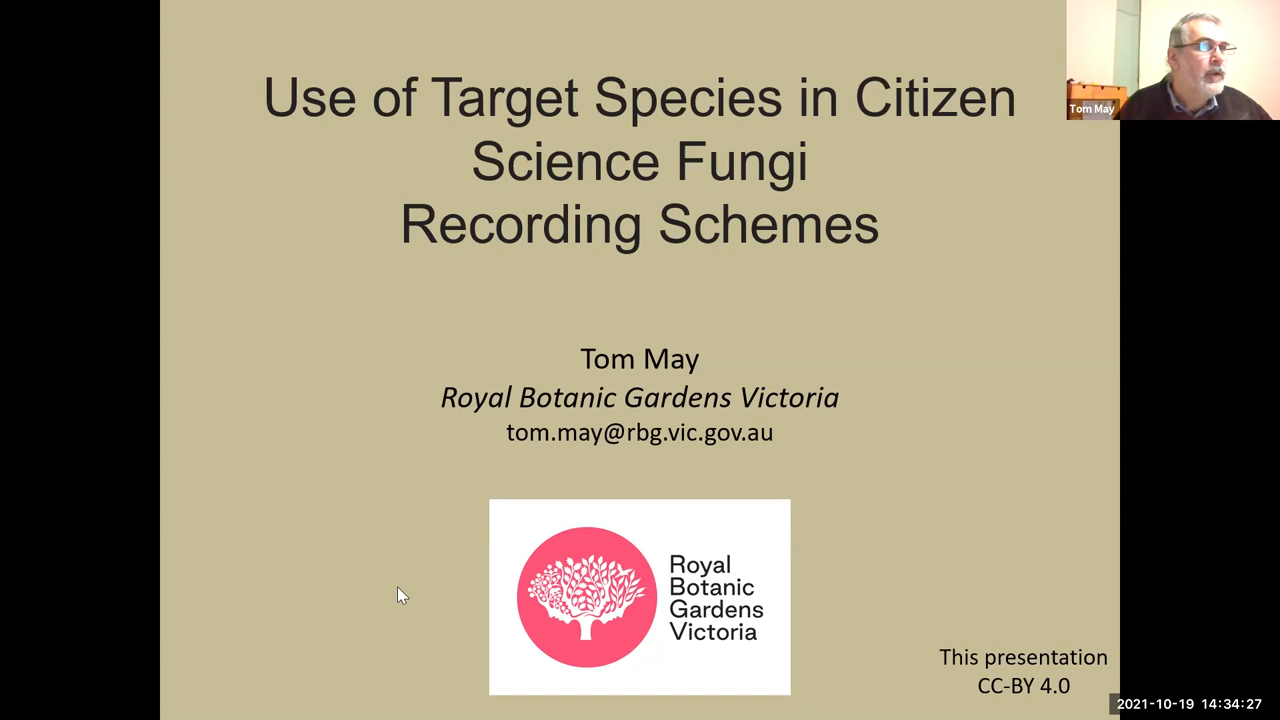 Use of Target Species in Citizen
Science Fungi
Recording Schemes
Tom May
Tom May
Royal Botanic Gardens Victoria
tom.may@rbg.vic.gov.au
Royal
Botanic
Gardens
Victoria
This presentation
CC-BY 4.0
2021-10-19 14:34:27